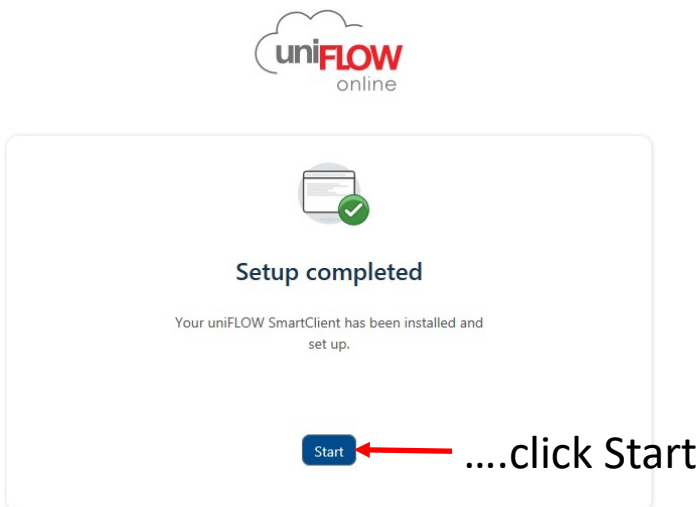 uniFLOW
online
Setup completed
Your uniFLOW SmartClient has been installed and
set up.
Start
....click Start